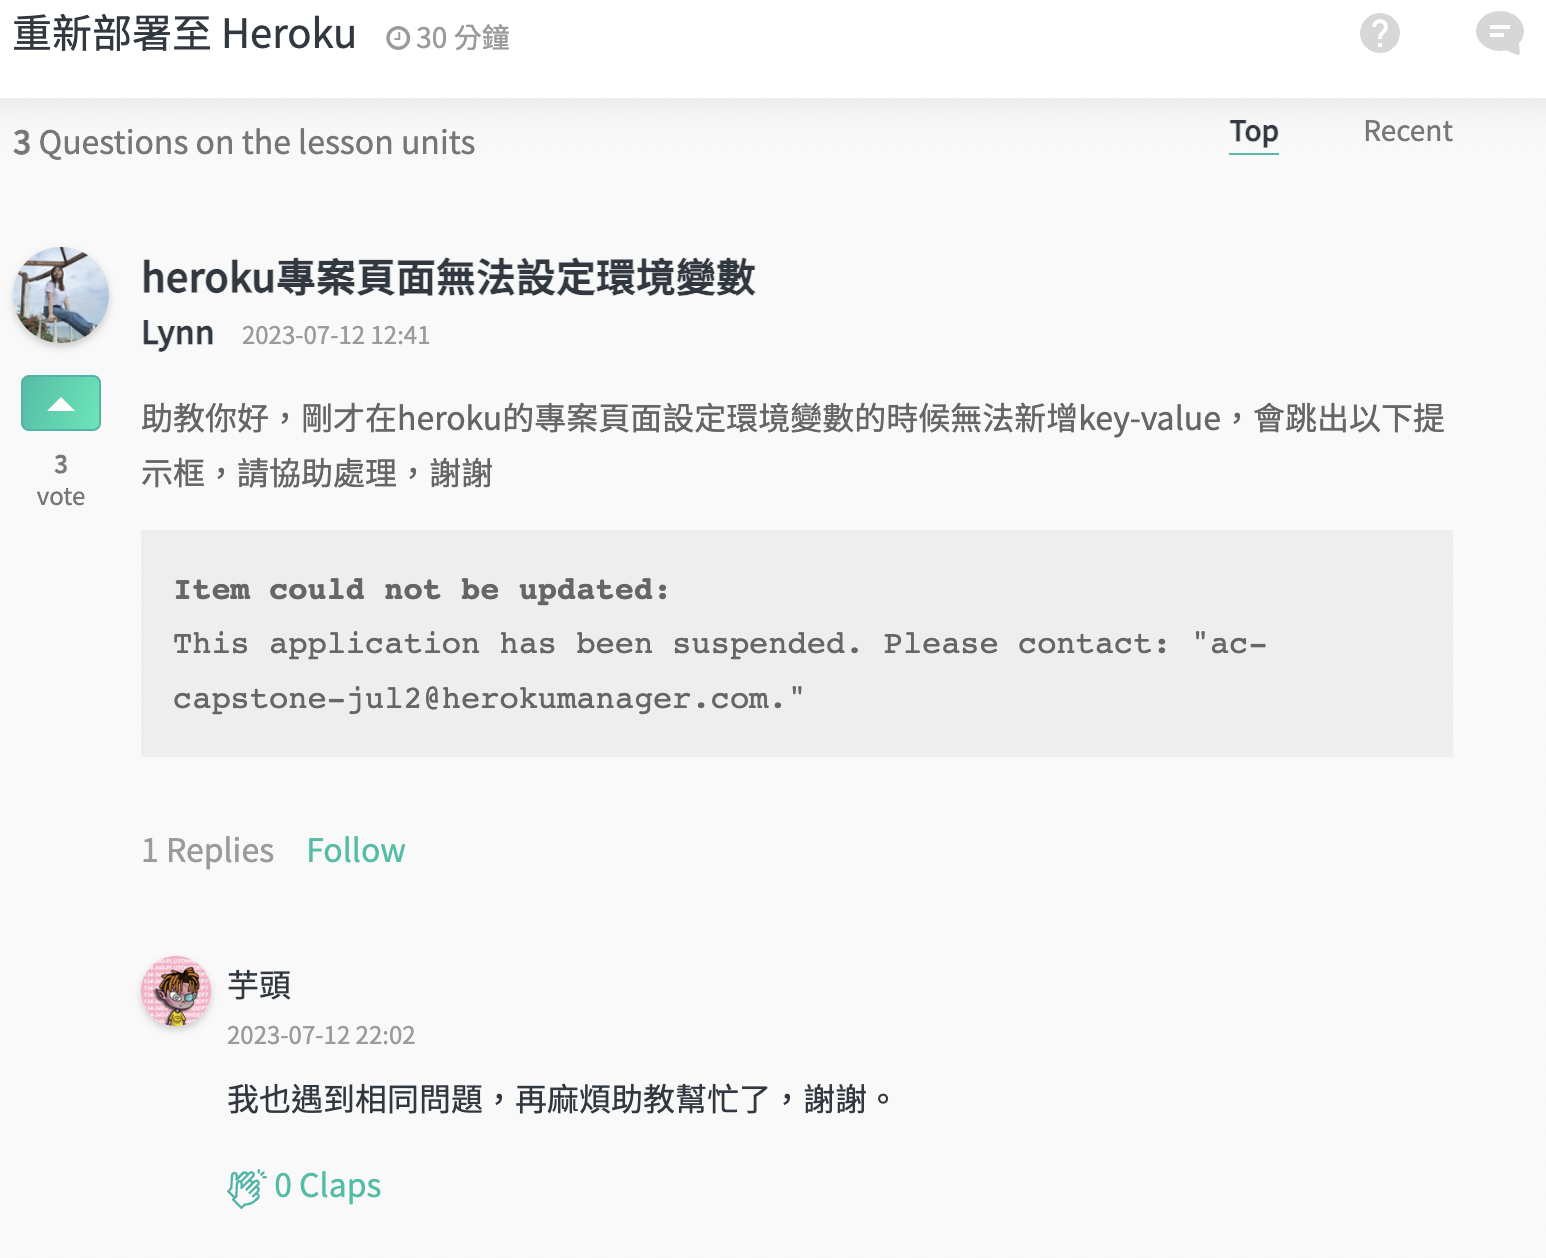 重新部署至 Heroku 30 分鐘
3 Questions on the lesson units
Top Recent
heroku專案頁面無法設定環境變數
Lynn 2023-07-12 12:41
3
vote
助教你好，剛才在heroku的專案頁面設定環境變數的時候無法新增key-value，會跳出以下提
示框，請協助處理，謝謝
Item could not be updated:
This application has been suspended. Please contact: "ac-
capstone-jul2@herokumanager.com."
1 Replies Follow
芋頭
2023-07-12 22:02
我也遇到相同問題，再麻煩助教幫忙了，謝謝。
0 Claps